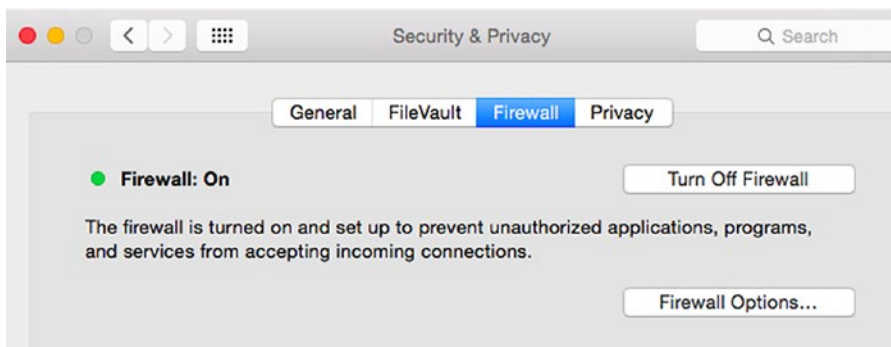 Security & Privacy
Search
General FileVault Firewall Privacy
Firewall: On
Turn Off Firewall
The firewall is turned on and set up to prevent unauthorized applications, programs,
and services from accepting incoming connections.
Firewall Options...